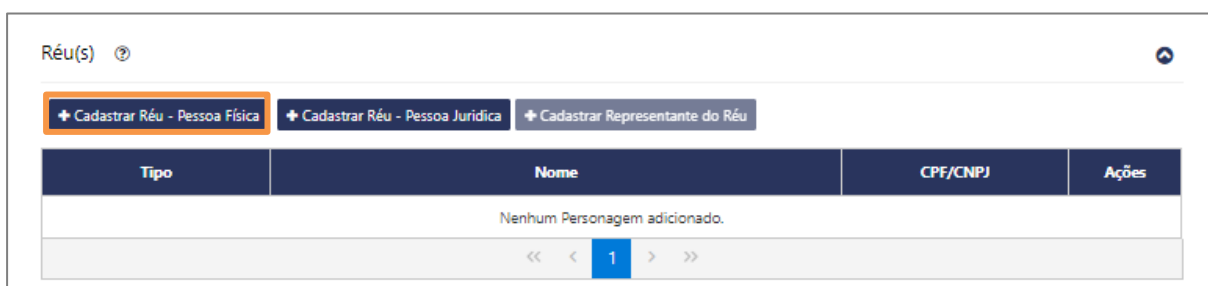 Réu(s) ?
+ Cadastrar Réu - Pessoa Física + Cadastrar Réu - Pessoa Juridica + Cadastrar Representante do Réu
Tipo Nome CPF/CNPJ Ações
Nenhum Personagem adicionado.
<< < 1 > >>